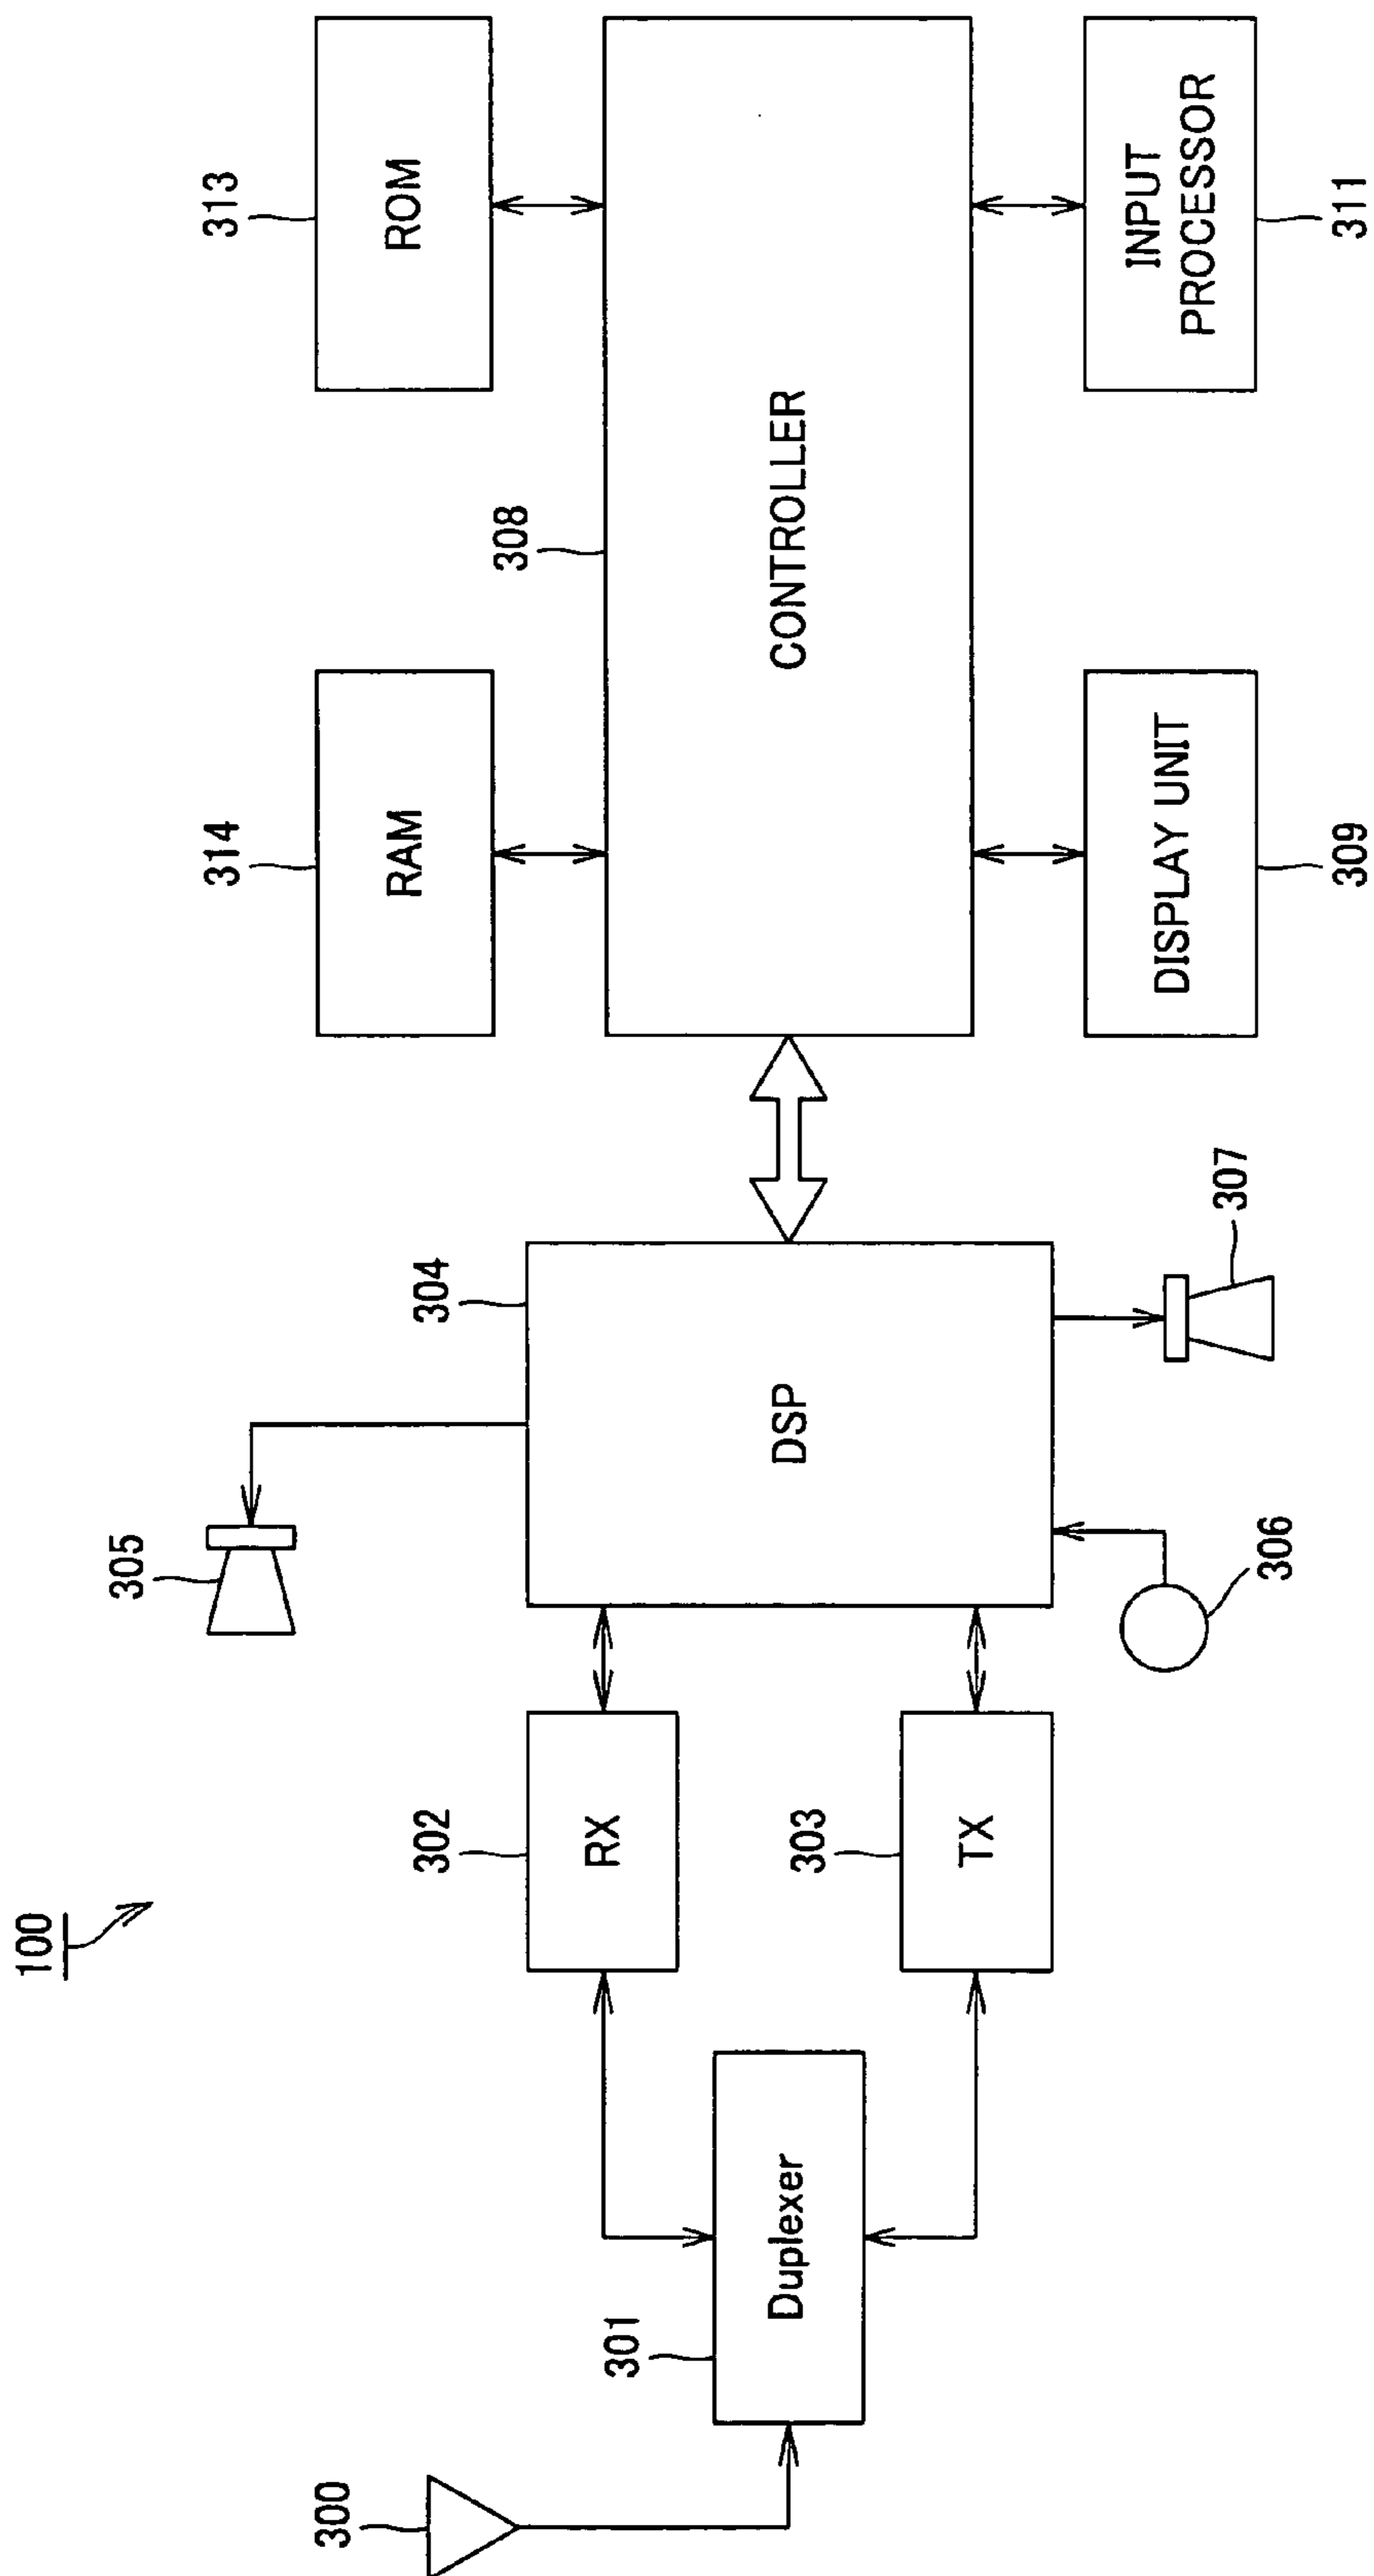 100
300
301
Duplexer
302
RX
303
TX
305
304
DSP
306
307
314
RAM
313
ROM
308
CONTROLLER
DISPLAY UNIT
309
INPUT
PROCESSOR
311